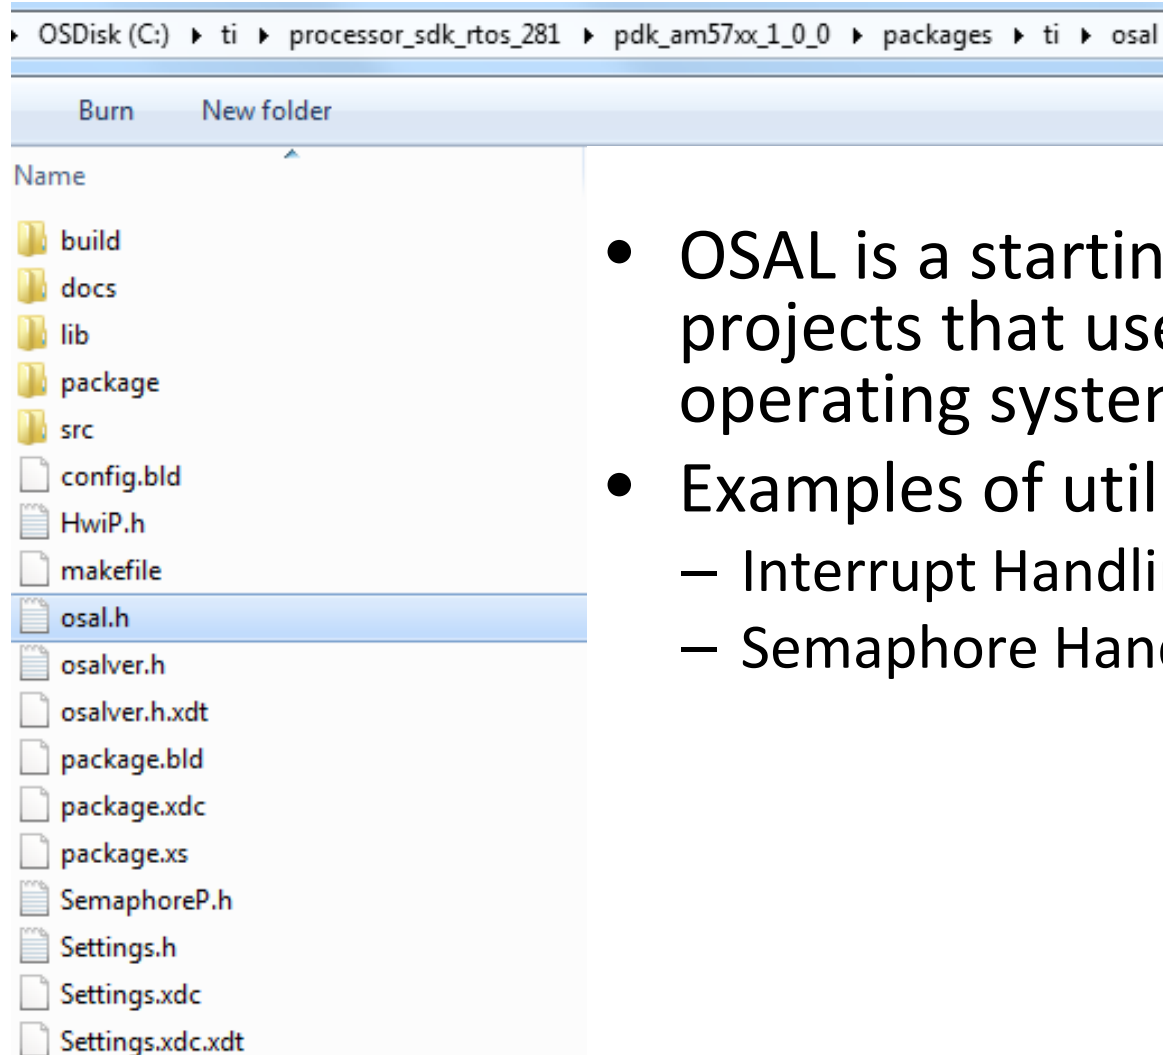 OSDisk (C:) ▸ ti ▸ processor_sdk_rtos_281 ▸ pdk_am57xx_1_0_0 ▸ packages ▸ ti ▸ osal
Burn New folder
Name
build
docs
lib
package
src
config.bld
HwiP.h
makefile
osal.h
osalver.h
osalver.h.xdt
package.bld
package.xdc
package.xs
SemaphoreP.h
Settings.h
Settings.xdc
Settings.xdc.xdt
• OSAL is a startin
projects that use
operating syster
• Examples of util
– Interrupt Handli
– Semaphore Han